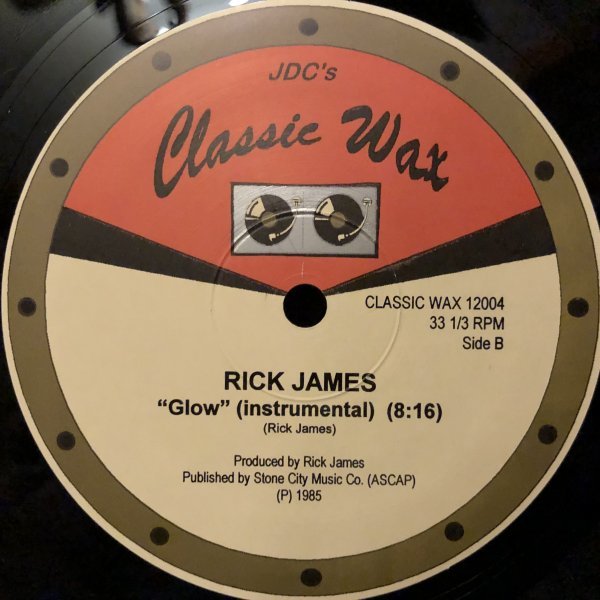 JDC's
Classic Wax
CLASSIC WAX 12004
33 1/3 RPM
Side B
RICK JAMES
“Glow” (instrumental) (8:16)
(Rick James)
Produced by Rick James
Published by Stone City Music Co. (ASCAP)
(P) 1985